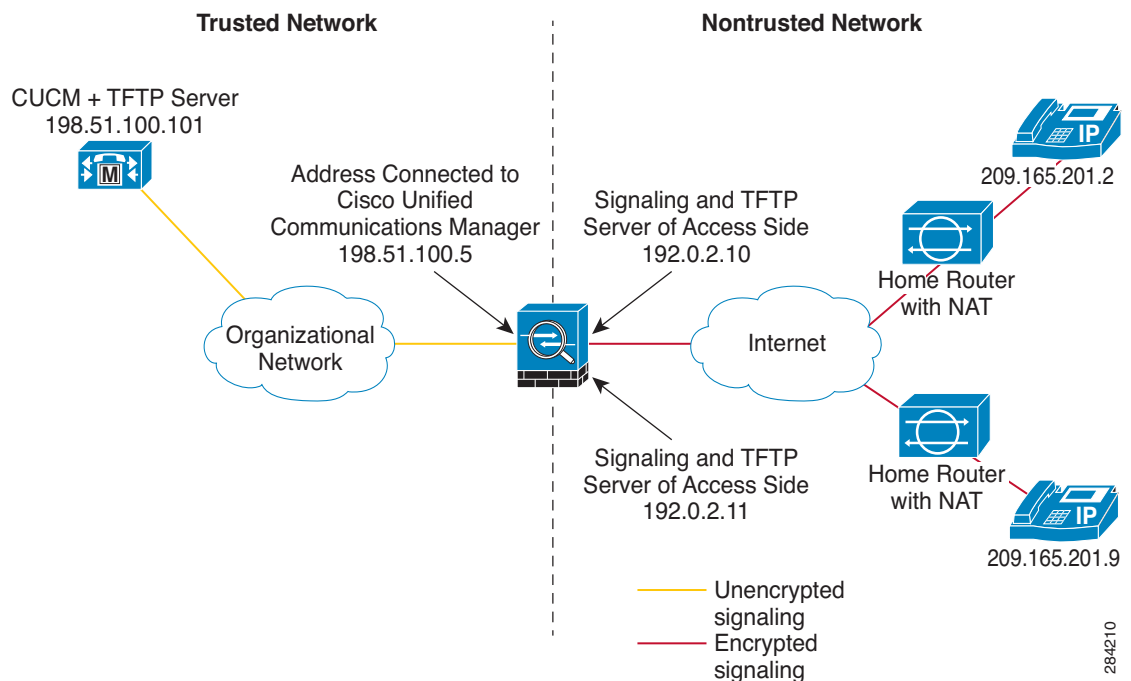 Trusted Network
Nontrusted Network
CUCM + TFTP Server
198.51.100.101
M
Address Connected to
Cisco Unified
Communications Manager
198.51.100.5
Signaling and TFTP
Server of Access Side
192.0.2.10
IP
209.165.201.2
Home Router
with NAT
Organizational
Network
Internet
Signaling and TFTP
Server of Access Side
192.0.2.11
Home Router
with NAT
IP
209.165.201.9
Unencrypted
signaling
Encrypted
signaling
284210